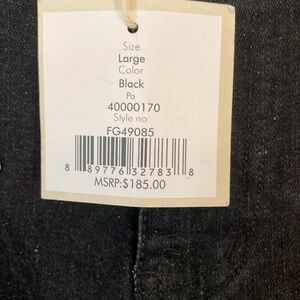 Size
Large
Color
Black
Po
40000170
Style no
FG49085
8 89776 32783 8
MSRP:$185.00